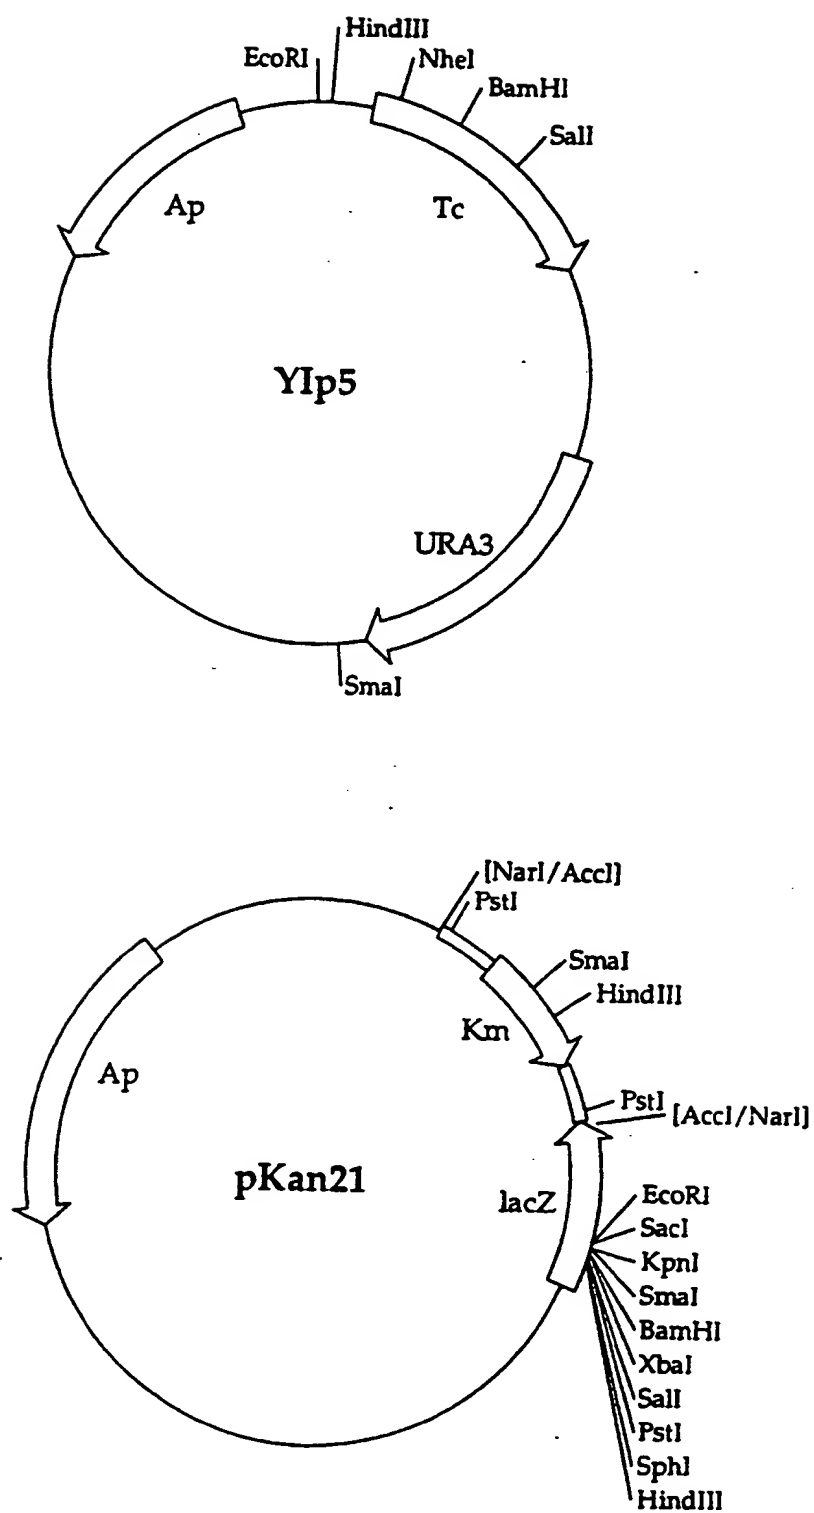 HindIII
EcoRI
NheI
BamHI
SalI
Ap
Tc
YIp5
URA3
SmaI
[NarI/AccI]
PstI
SmaI
HindIII
Km
Ap
PstI
[AccI/NarI]
pKan21
lacZ
EcoRI
SacI
KpnI
SmaI
BamHI
XbaI
SalI
PstI
SphI
HindIII